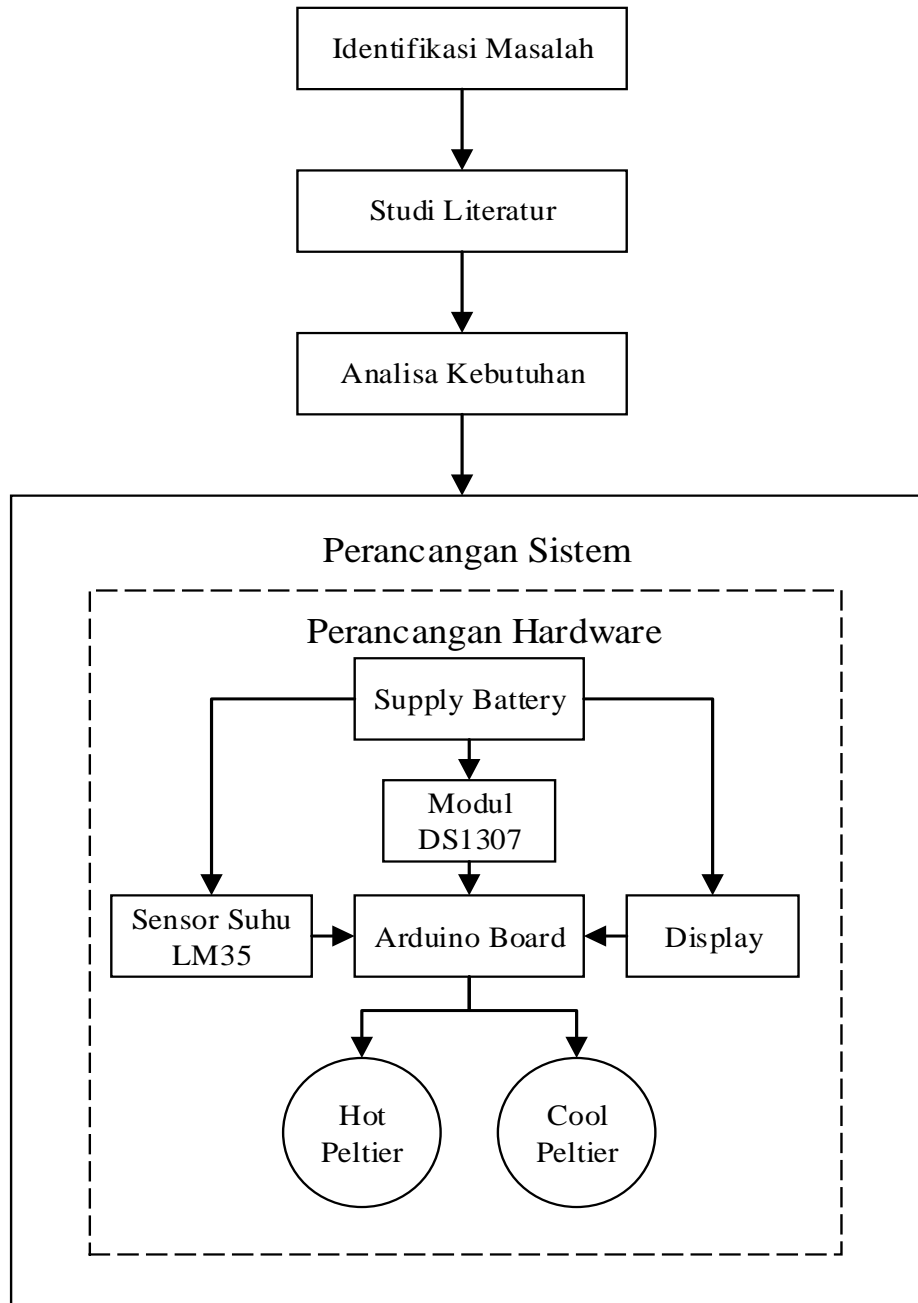 Identifikasi Masalah
Studi Literatur
Analisa Kebutuhan
Perancangan Sistem
Perancangan Hardware
Supply Battery
Modul
DS1307
Sensor Suhu
LM35
Arduino Board
Display
Hot
Peltier
Cool
Peltier